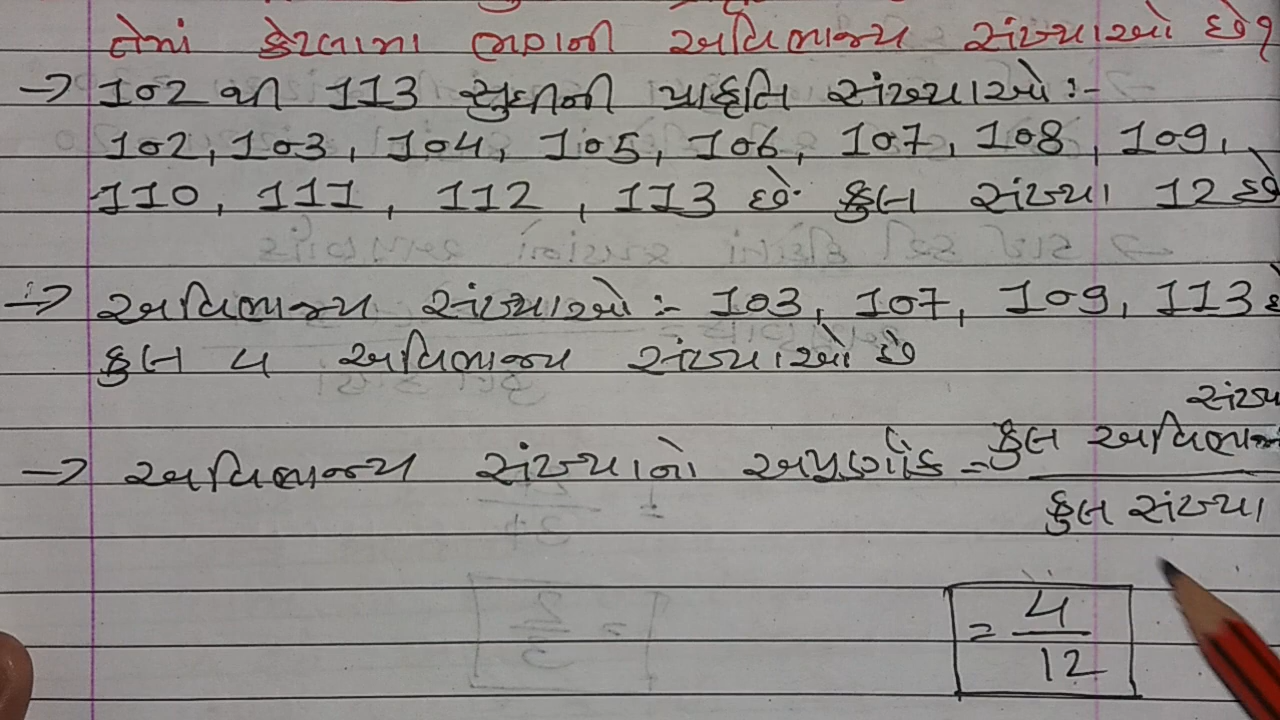 તેમાં કેટલામા ભાગની અવિભાજ્ય સંખ્યાઓ છે?
→ 102 થી 113 સુધીની પ્રાકૃતિ સંખ્યાઓ :-
102, 103, 104, 105, 106, 107, 108, 109,
110, 111, 112, 113 છે. કુલ સંખ્યા 12 છે
→ અવિભાજ્ય સંખ્યાઓ :- 103, 107, 109, 113 છે
કુલ 4 અવિભાજ્ય સંખ્યાઓ છે
સંખ્ય
→ અવિભાજ્ય સંખ્યાનો અપૂર્ણાંક = કુલ અવિભાજ્
કુલ સંખ્યા
= 4
12